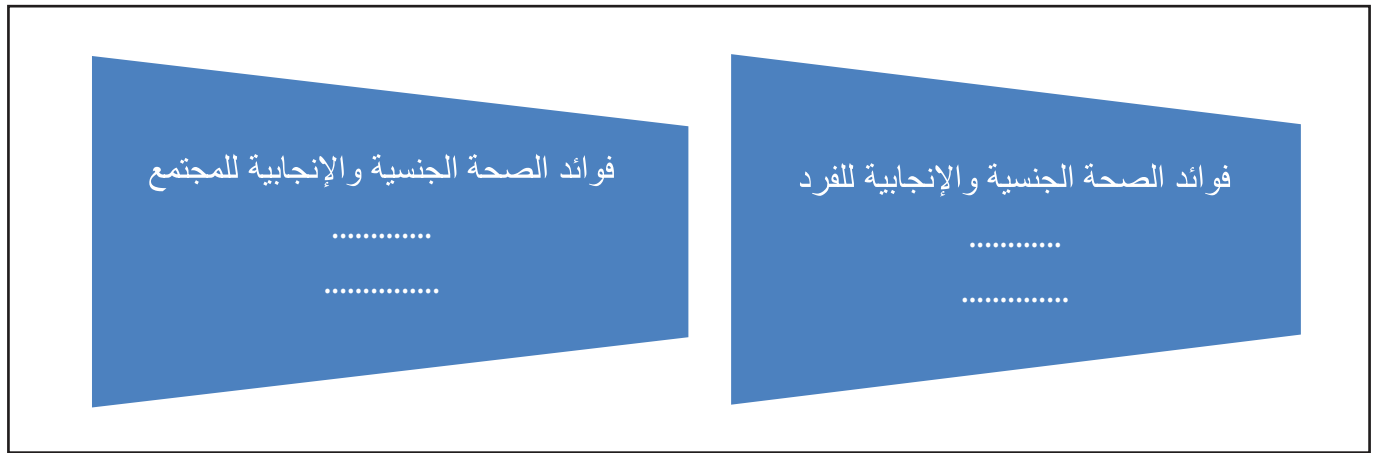 فوائد الصحة الجنسية والإنجابية للفرد
............
..............
فوائد الصحة الجنسية والإنجابية للمجتمع
.............
...............